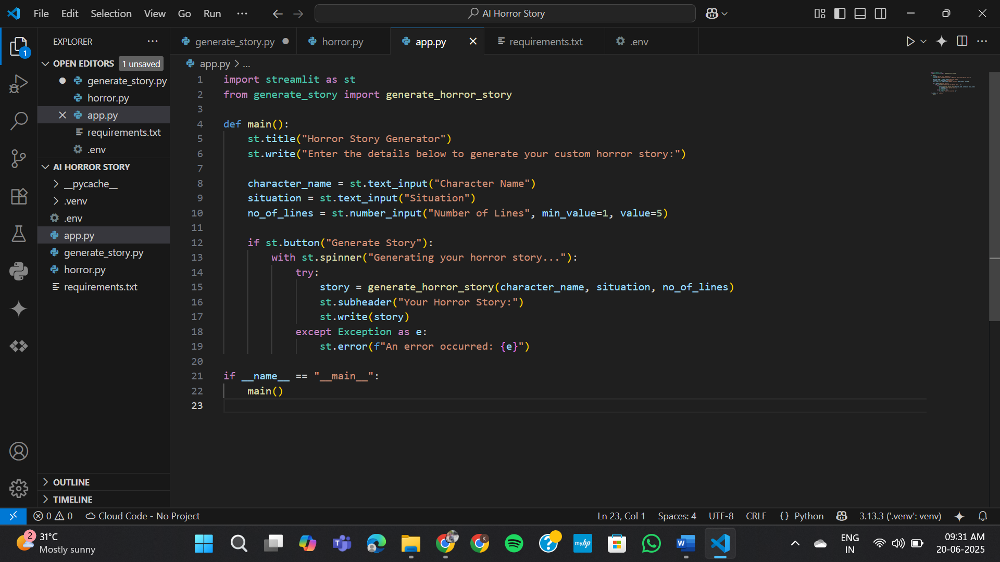 File Edit Selection View Go Run ···
AI Horror Story
EXPLORER
generate_story.py
horror.py
app.py
requirements.txt
.env
OPEN EDITORS 1 unsaved
generate_story.py
horror.py
app.py
requirements.txt
.env
AI HORROR STORY
__pycache__
.venv
.env
app.py
generate_story.py
horror.py
requirements.txt
OUTLINE
TIMELINE
1
app.py > ...
1 import streamlit as st
2 from generate_story import generate_horror_story
3
4 def main():
5     st.title("Horror Story Generator")
6     st.write("Enter the details below to generate your custom horror story:")
7
8     character_name = st.text_input("Character Name")
9     situation = st.text_input("Situation")
10     no_of_lines = st.number_input("Number of Lines", min_value=1, value=5)
11
12     if st.button("Generate Story"):
13         with st.spinner("Generating your horror story..."):
14             try:
15                 story = generate_horror_story(character_name, situation, no_of_lines)
16                 st.subheader("Your Horror Story:")
17                 st.write(story)
18             except Exception as e:
19                 st.error(f"An error occurred: {e}")
20
21 if __name__ == "__main__":
22     main()
23
0 0 Cloud Code - No Project
Ln 23, Col 1 Spaces: 4 UTF-8 CRLF {} Python 3.13.3 ('.venv': venv)
2
31°C
Mostly sunny
T
K
?
myhp
W
ENG
IN
09:31 AM
20-06-2025